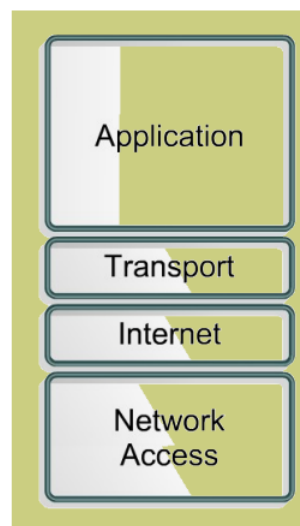 Application
Transport
Internet
Network
Access